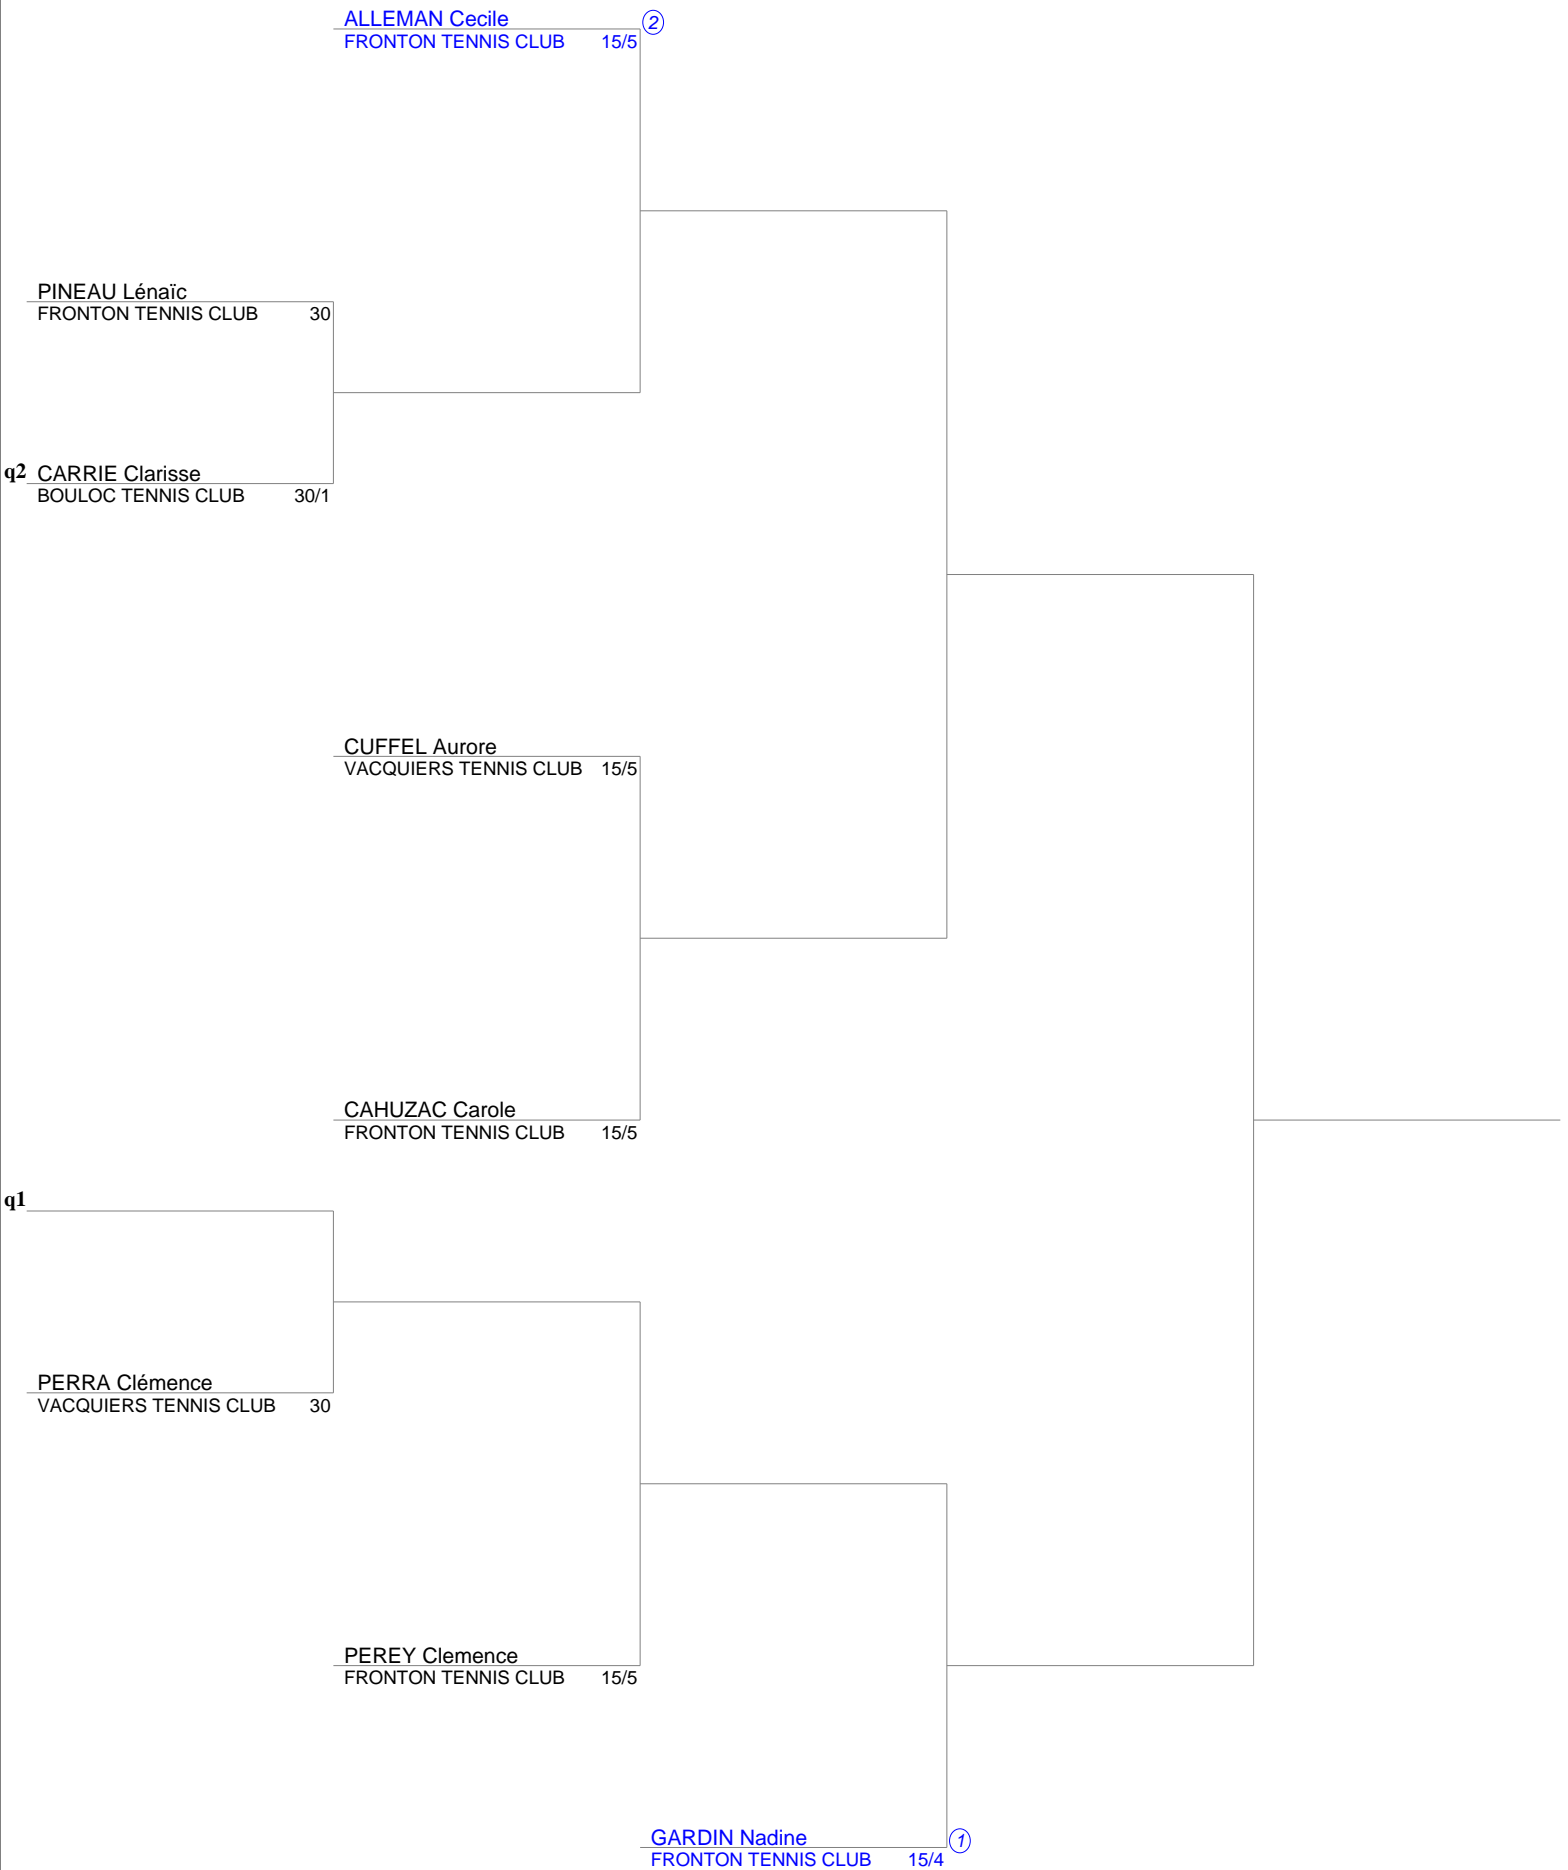 ALLEMAN Cecile 2
FRONTON TENNIS CLUB 15/5
PINEAU Lénaïc
FRONTON TENNIS CLUB 30
q2 CARRIE Clarisse
BOULOC TENNIS CLUB 30/1
CUFFEL Aurore
VACQUIERS TENNIS CLUB 15/5
CAHUZAC Carole
FRONTON TENNIS CLUB 15/5
q1
PERRA Clémence
VACQUIERS TENNIS CLUB 30
PEREY Clemence
FRONTON TENNIS CLUB 15/5
GARDIN Nadine 1
FRONTON TENNIS CLUB 15/4